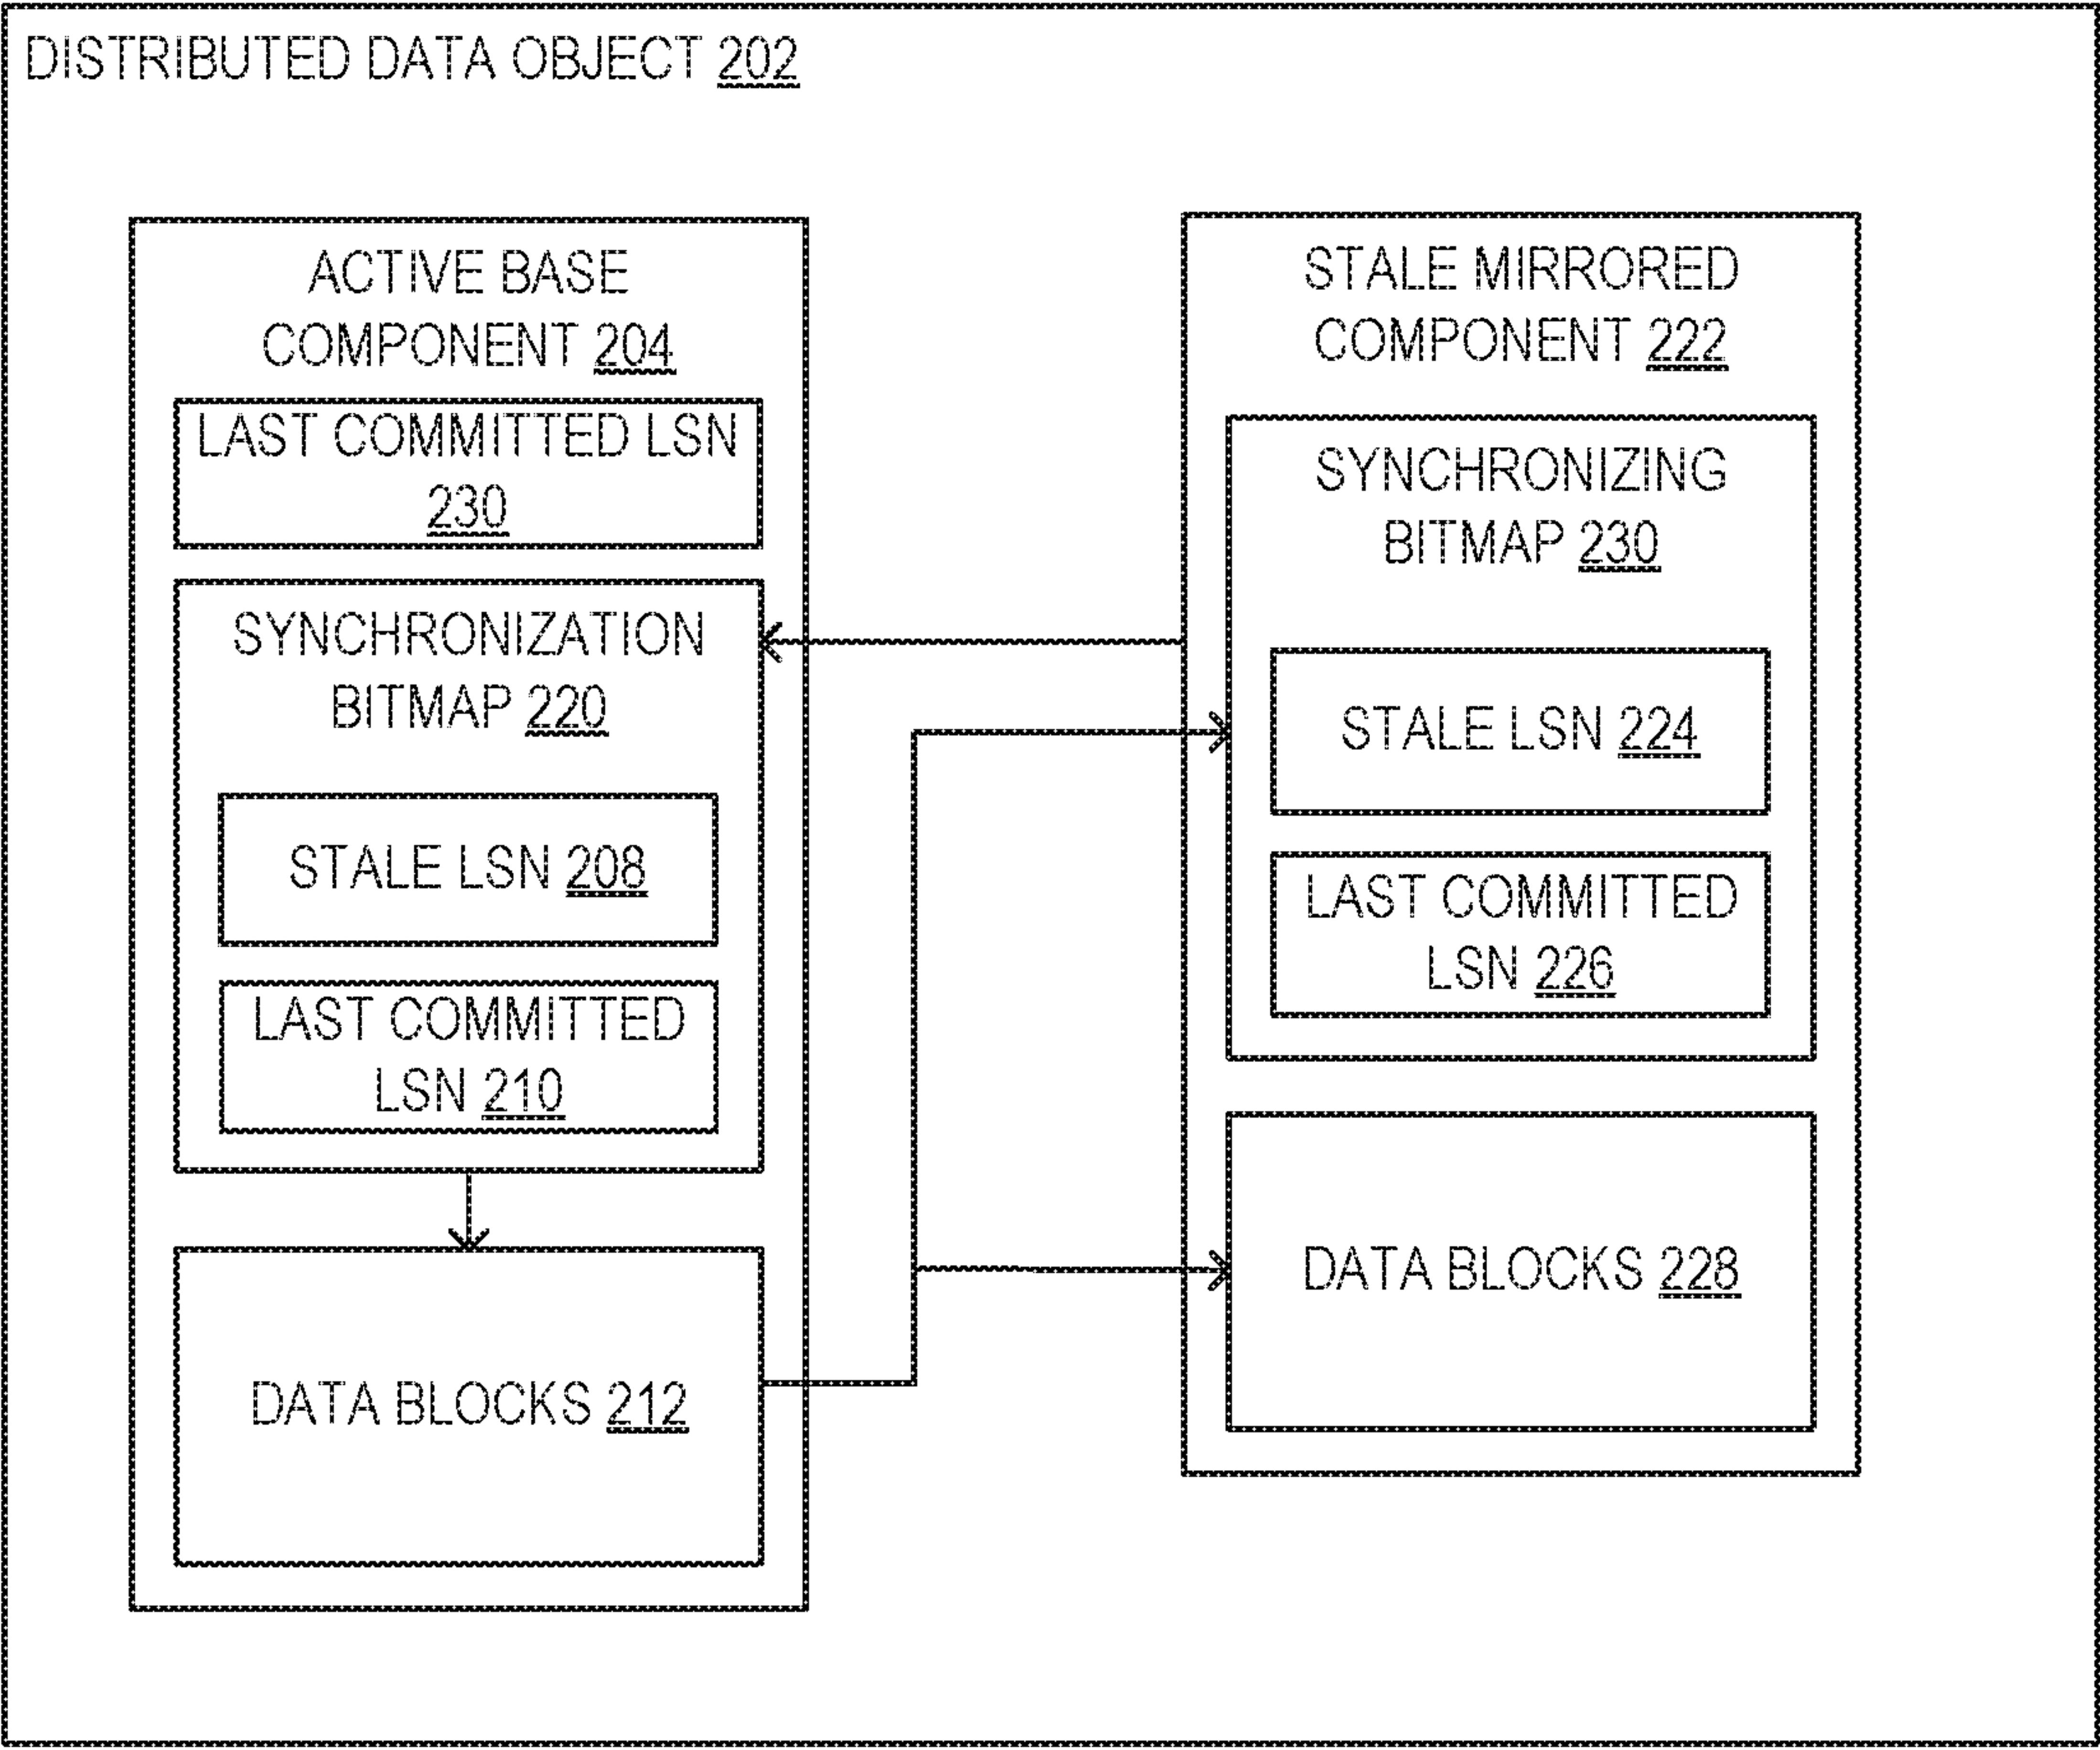 DISTRIBUTED DATA OBJECT 202
ACTIVE BASE
COMPONENT 204
LAST COMMITTED LSN
230
SYNCHRONIZATION
BITMAP 220
STALE LSN 208
LAST COMMITTED
LSN 210
DATA BLOCKS 212
STALE MIRRORED
COMPONENT 222
SYNCHRONIZING
BITMAP 230
STALE LSN 224
LAST COMMITTED
LSN 226
DATA BLOCKS 228